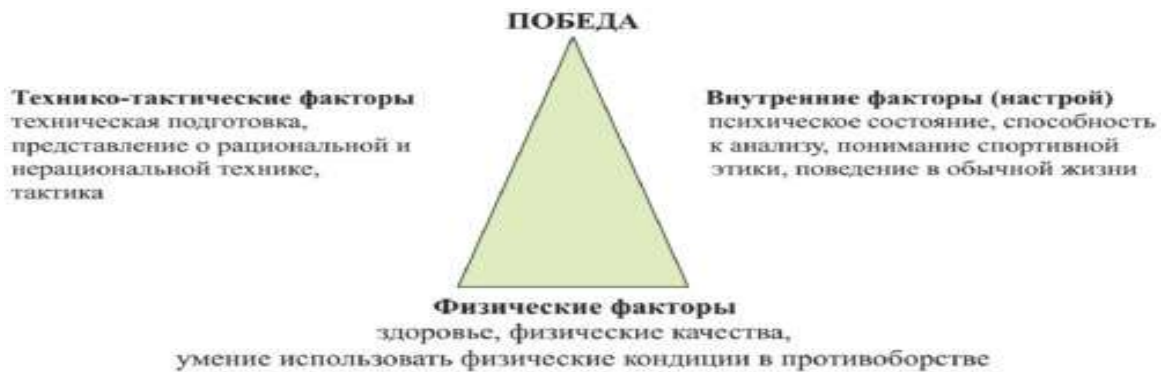 ПОБЕДА
Технико-тактические факторы
техническая подготовка,
представление о рациональной и
нерациональной технике,
тактика
Внутренние факторы (настрой)
психическое состояние, способность
к анализу, понимание спортивной
этики, поведение в обычной жизни
Физические факторы
здоровье, физические качества,
умение использовать физические кондиции в противоборстве